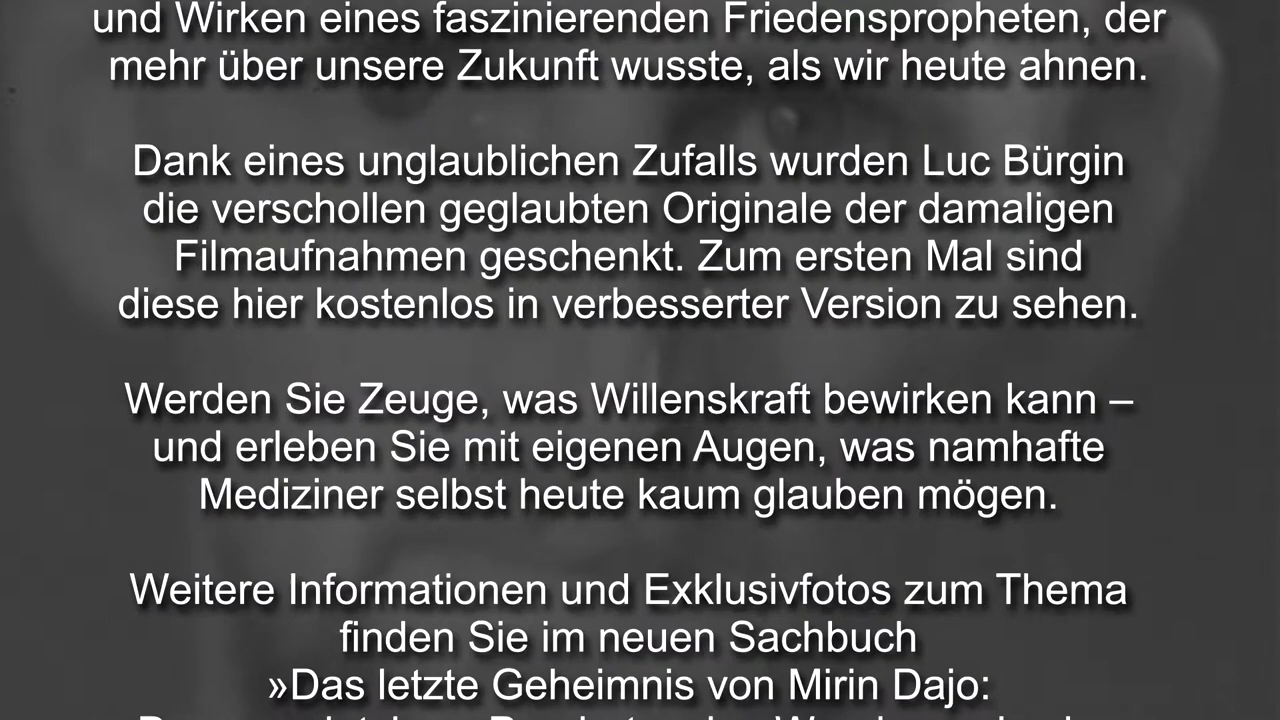 und Wirken eines faszinierenden Friedenspropheten, der
mehr über unsere Zukunft wusste, als wir heute ahnen.
Dank eines unglaublichen Zufalls wurden Luc Bürgin
die verschollen geglaubten Originale der damaligen
Filmaufnahmen geschenkt. Zum ersten Mal sind
diese hier kostenlos in verbesserter Version zu sehen.
Werden Sie Zeuge, was Willenskraft bewirken kann –
und erleben Sie mit eigenen Augen, was namhafte
Mediziner selbst heute kaum glauben mögen.
Weitere Informationen und Exklusivfotos zum Thema
finden Sie im neuen Sachbuch
»Das letzte Geheimnis von Mirin Dajo: